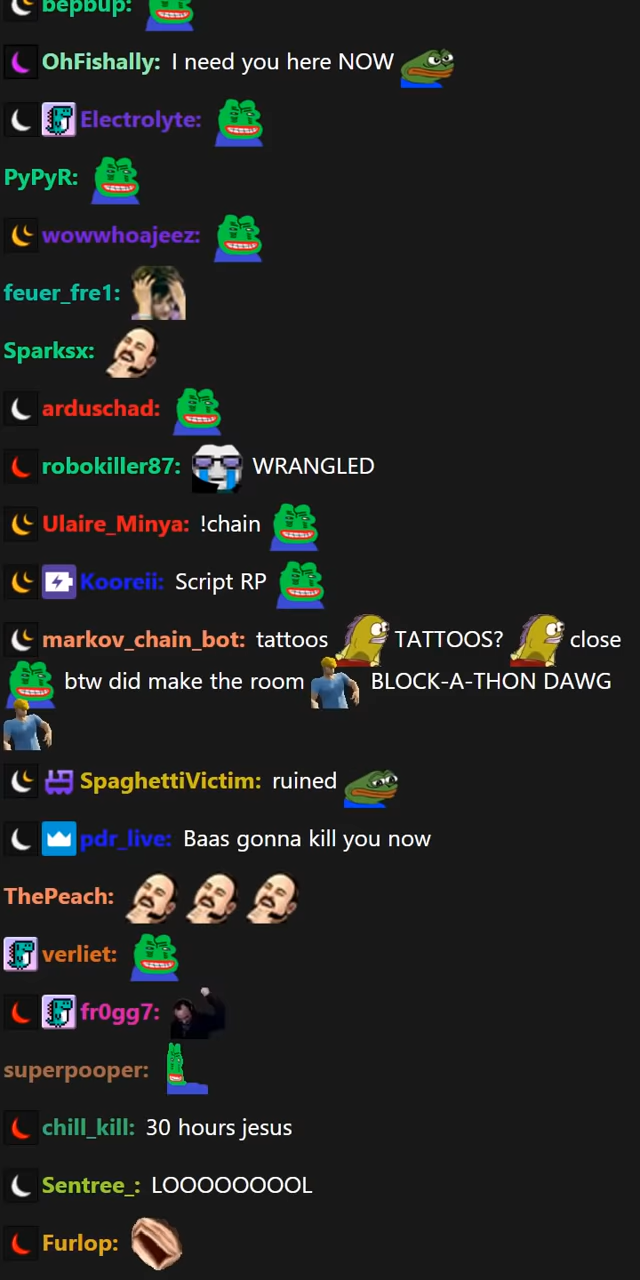 bepbup:
OhFishally: I need you here NOW
Electrolyte:
PyPyR:
wowwhoajeez:
feuer_fre1:
Sparksx:
arduschad:
robokiller87: WRANGLED
Ulaire_Minya: !chain
Kooreii: Script RP
markov_chain_bot: tattoos TATTOOS? close
btw did make the room BLOCK-A-THON DAWG
SpaghettiVictim: ruined
pdr_live: Baas gonna kill you now
ThePeach:
verliet:
fr0gg7:
superpooper:
chill_kill: 30 hours jesus
Sentree_: LOOOOOOOOL
Furlop: